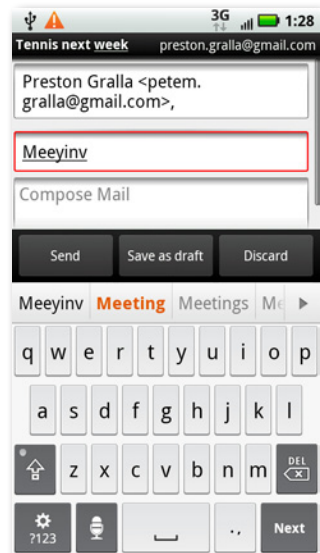 3G 1:28
Tennis next week preston.gralla@gmail.com
Preston Gralla <petem.
gralla@gmail.com>,
Meeyinv
Compose Mail
Send Save as draft Discard
Meeyinv Meeting Meetings Me
q w e r t y u i o p
a s d f g h j k l
z x c v b n m DEL
?123 ., Next